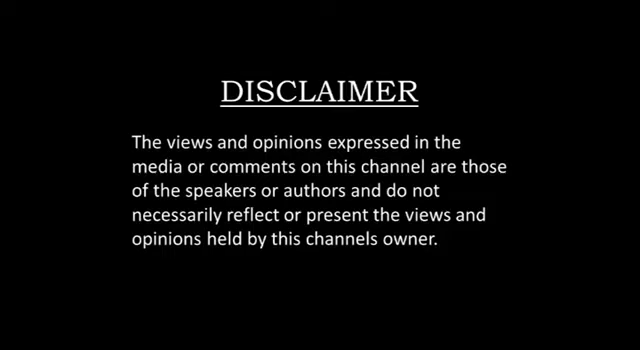 DISCLAIMER
The views and opinions expressed in the
media or comments on this channel are those
of the speakers or authors and do not
necessarily reflect or present the views and
opinions held by this channels owner.